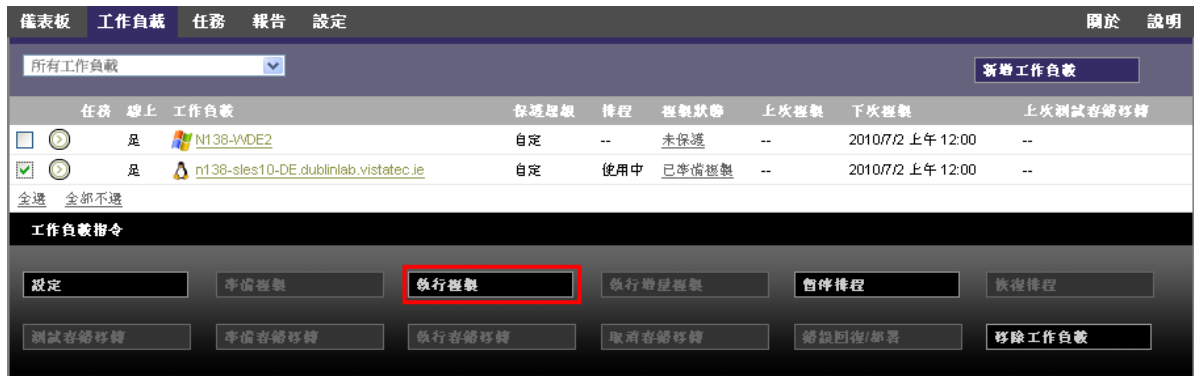 儀表板 工作負載 任務 報告 設定 關於 說明
所有工作負載 新增工作負載
任務 線上 工作負載 保護層級 排程 複製狀態 上次複製 下次複製 上次測試容錯移轉
是 N138-WDE2 自定 -- 未保護 -- 2010/7/2 上午 12:00 --
是 n138-sles10-DE.dublinlab.vistatec.ie 自定 使用中 已準備複製 -- 2010/7/2 上午 12:00 --
全選 全部不選
工作負載指令
設定 準備複製 執行複製 執行增量複製 暫停排程 恢復排程
測試容錯移轉 準備容錯移轉 執行容錯移轉 取消容錯移轉 錯誤回復/部署 移除工作負載